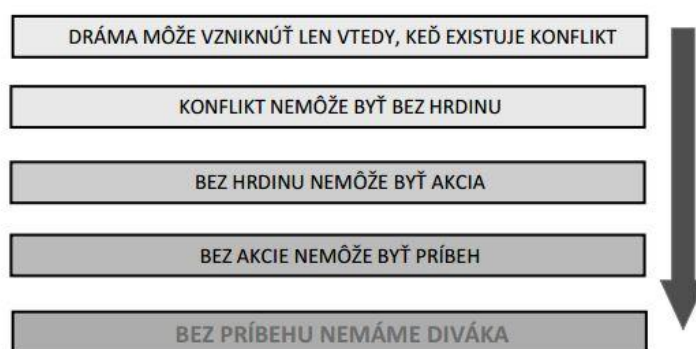 DRÁMA MÔŽE VZNIKNÚŤ LEN VTEDY, KEĎ EXISTUJE KONFLIKT
KONFLIKT NEMÔŽE BYŤ BEZ HRDINU
BEZ HRDINU NEMÔŽE BYŤ AKCIA
BEZ AKCIE NEMÔŽE BYŤ PRÍBEH
BEZ PRÍBEHU NEMÁME DIVÁKA